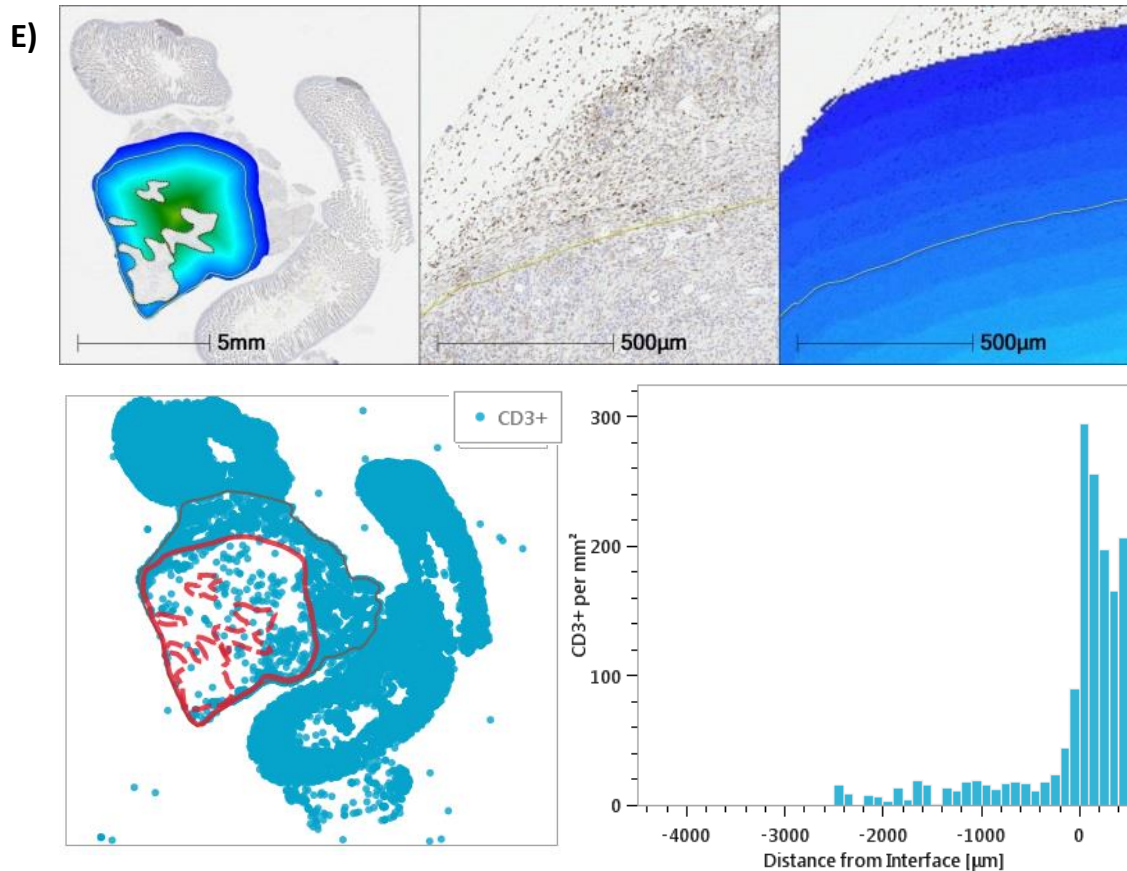 E)
5mm
500µm
500µm
CD3+
CD3+ per mm²
300
200
100
0
-4000
-3000
-2000
-1000
0
Distance from Interface [µm]